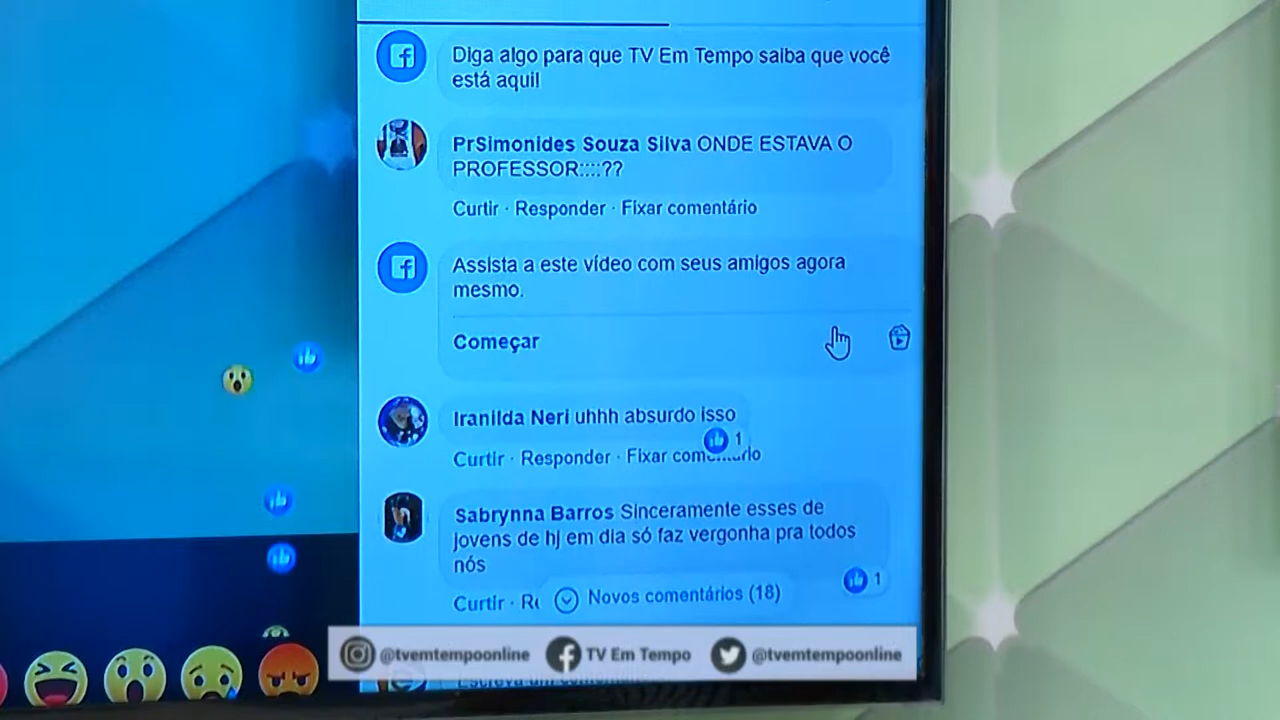 Diga algo para que TV Em Tempo saiba que você
está aqui!
PrSimonides Souza Silva ONDE ESTAVA O
PROFESSOR::::??
Curtir · Responder · Fixar comentário
Assista a este vídeo com seus amigos agora
mesmo.
Começar
Iranilda Neri uhhh absurdo isso
1
Curtir · Responder · Fixar comentário
Sabrynna Barros Sinceramente esses de
jovens de hj em dia só faz vergonha pra todos
nós
1
Curtir ·
Novos comentários (18)
@tvemtempoonline TV Em Tempo @tvemtempoonline